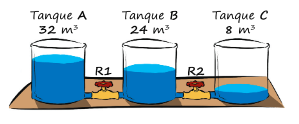 Tanque A
32 m³
Tanque B
24 m³
Tanque C
8 m³
R1
R2